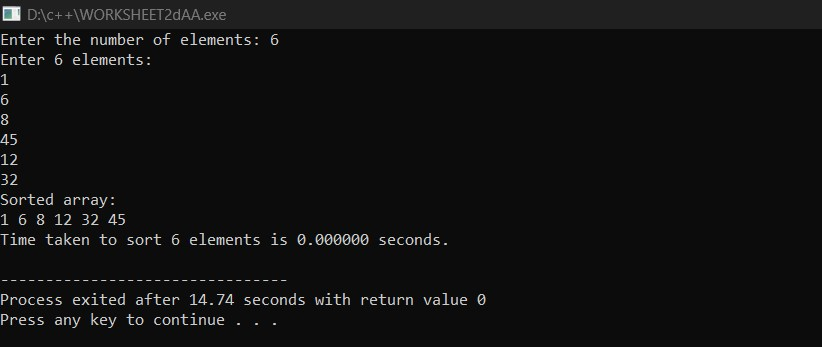 D:\c++\WORKSHEET2dAA.exe
Enter the number of elements: 6
Enter 6 elements:
1
6
8
45
12
32
Sorted array:
1 6 8 12 32 45
Time taken to sort 6 elements is 0.000000 seconds.
--------------------------------
Process exited after 14.74 seconds with return value 0
Press any key to continue . . .